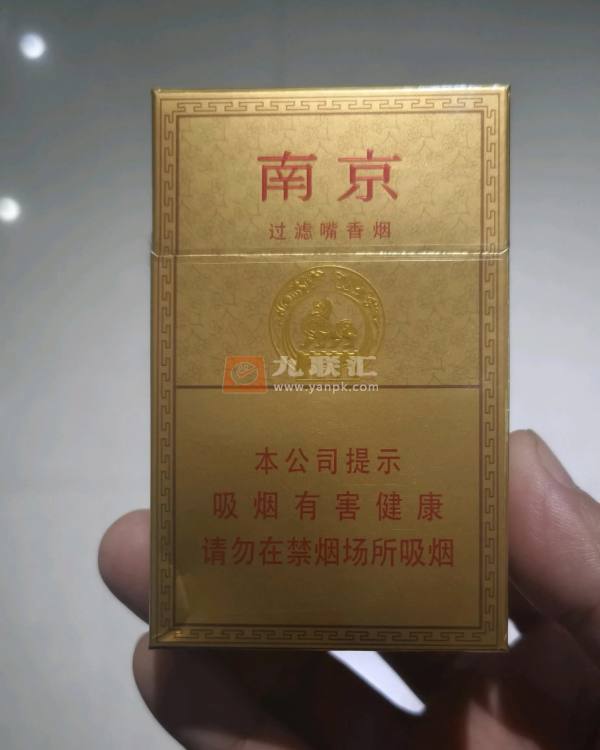 南京
过滤嘴香烟
九联汇
www.yanpk.com
本公司提示
吸烟有害健康
请勿在禁烟场所吸烟